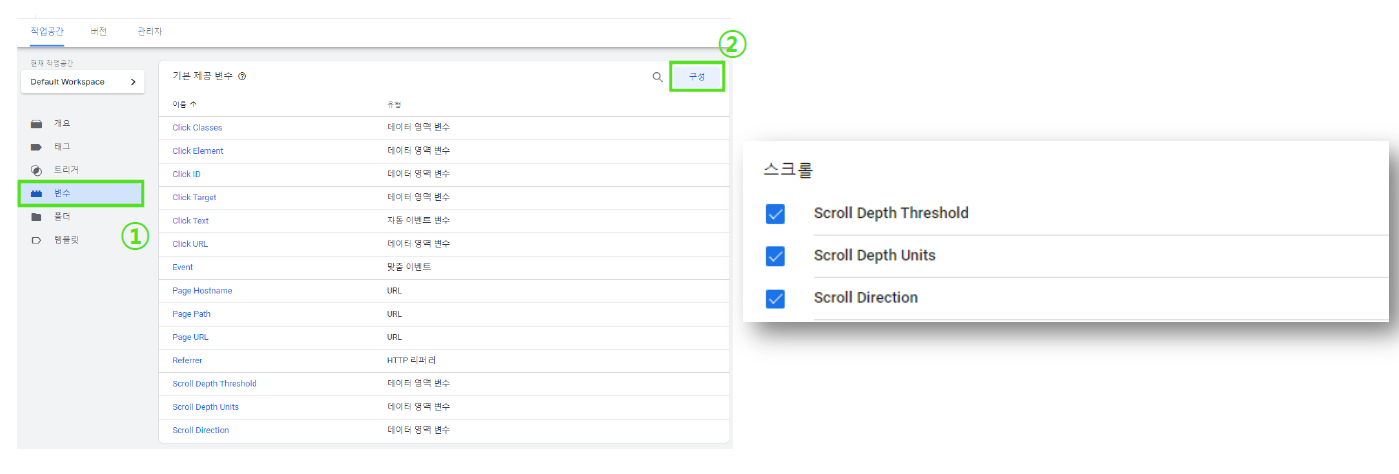 작업공간 버전 관리자
②
현재 작업공간
Default Workspace
기본 제공 변수
구성
이름 유형
개요
태그
트리거
변수
폴더
템플릿
①
Click Classes 데이터 영역 변수
Click Element 데이터 영역 변수
Click ID 데이터 영역 변수
Click Target 데이터 영역 변수
Click Text 자동 이벤트 변수
Click URL 데이터 영역 변수
Event 맞춤 이벤트
Page Hostname URL
Page Path URL
Page URL URL
Referrer HTTP 리퍼러
Scroll Depth Threshold 데이터 영역 변수
Scroll Depth Units 데이터 영역 변수
Scroll Direction 데이터 영역 변수
스크롤
Scroll Depth Threshold
Scroll Depth Units
Scroll Direction